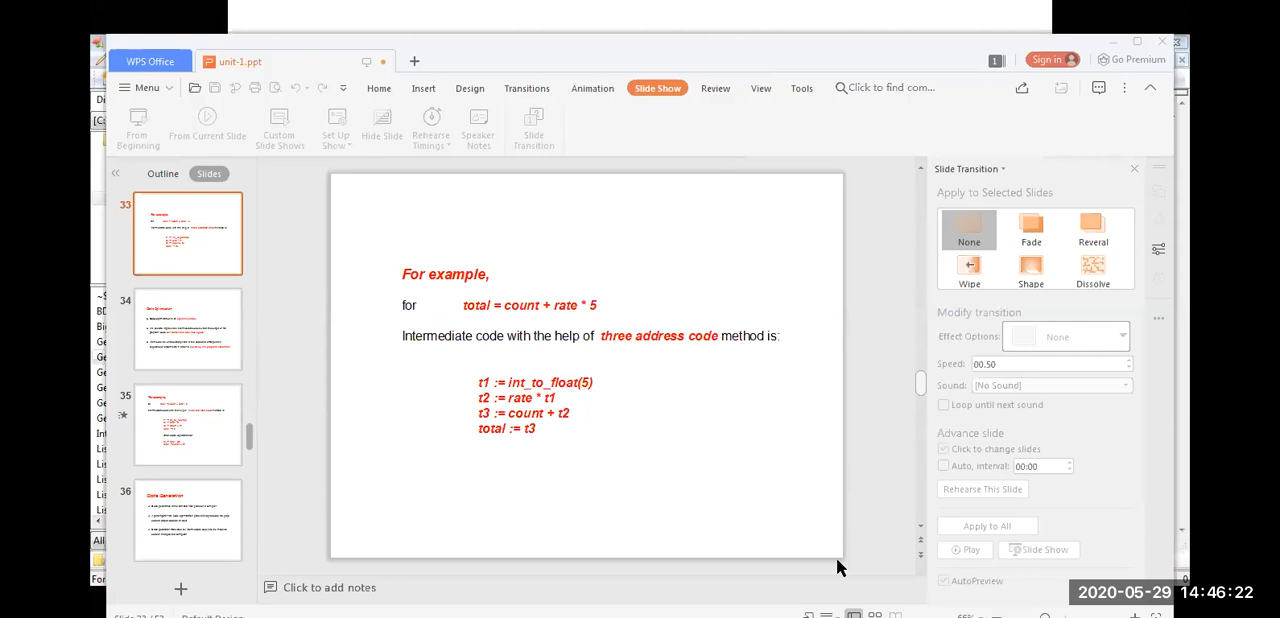 WPS Office
unit-1.ppt
1
Sign in
Go Premium
Menu
Home
Insert
Design
Transitions
Animation
Slide Show
Review
View
Tools
Click to find com...
From Beginning
From Current Slide
Custom Slide Shows
Set Up Show
Hide Slide
Rehearse Timings
Speaker Notes
Slide Transition
Outline
Slides
33
34
35
36
Code Generation
For example,
for total = count + rate * 5
Intermediate code with the help of three address code method is:
t1 := int_to_float(5)
t2 := rate * t1
t3 := count + t2
total := t3
Click to add notes
Slide Transition
Apply to Selected Slides
None
Fade
Reveral
Wipe
Shape
Dissolve
Modify transition
Effect Options: None
Speed: 00.50
Sound: [No Sound]
Loop until next sound
Advance slide
Click to change slides
Auto, interval: 00:00
Rehearse This Slide
Apply to All
Play
Slide Show
AutoPreview
2020-05-29 14:46:22